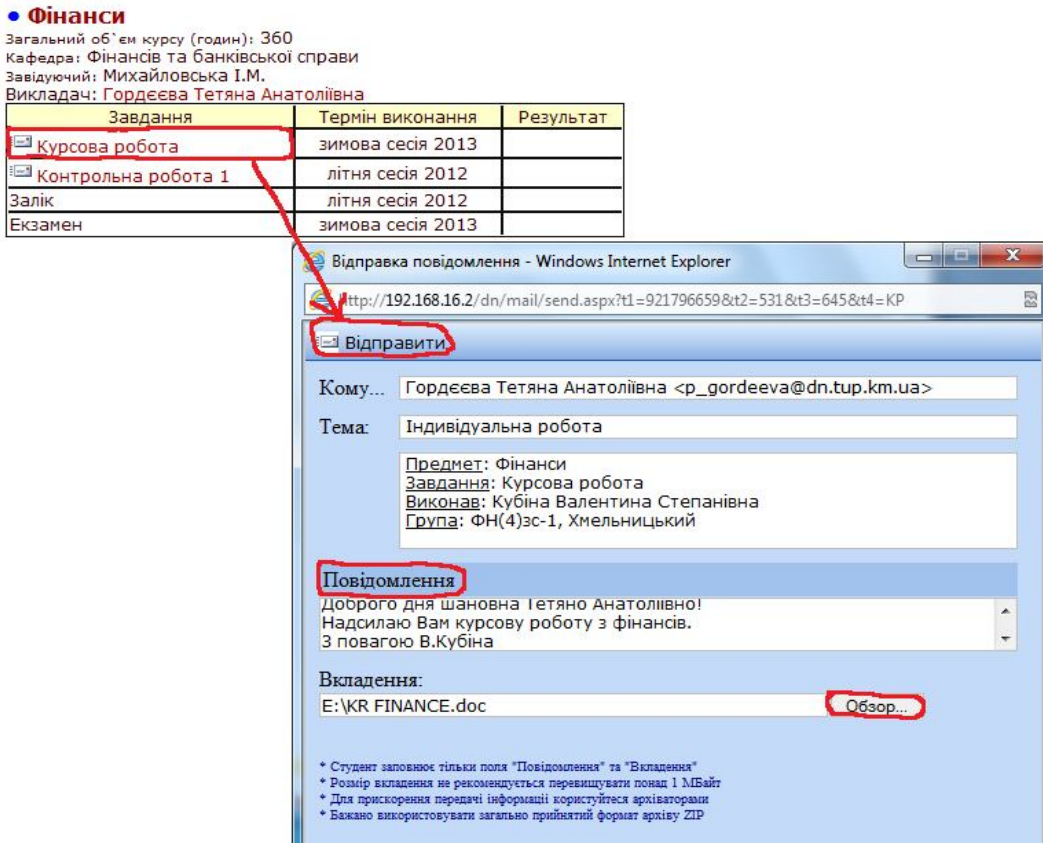 • Фінанси
Загальний об`єм курсу (годин): 360
Кафедра: Фінансів та банківської справи
Завідуючий: Михайловська І.М.
Викладач: Гордєєва Тетяна Анатоліївна
Завдання Термін виконання Результат
Курсова робота зимова сесія 2013
Контрольна робота 1 літня сесія 2012
Залік літня сесія 2012
Екзамен зимова сесія 2013
Відправка повідомлення - Windows Internet Explorer
http://192.168.16.2/dn/mail/send.aspx?t1=921796659&t2=531&t3=645&t4=KP
Відправити
Кому... Гордєєва Тетяна Анатоліївна <p_gordeeva@dn.tup.km.ua>
Тема: Індивідуальна робота
Предмет: Фінанси
Завдання: Курсова робота
Виконав: Кубіна Валентина Степанівна
Група: ФН(4)зс-1, Хмельницький
Повідомлення
Доброго дня шановна Тетяно Анатоліївно!
Надсилаю Вам курсову роботу з фінансів.
З повагою В.Кубіна
Вкладення:
E:\KR FINANCE.doc Обзор...
* Студент заповнює тільки поля "Повідомлення" та "Вкладення"
* Розмір вкладення не рекомендується перевищувати понад 1 МБайт
* Для прискорення передачі інформації користуйтеся архіваторами
* Бажано використовувати загально прийнятий формат архіву ZIP